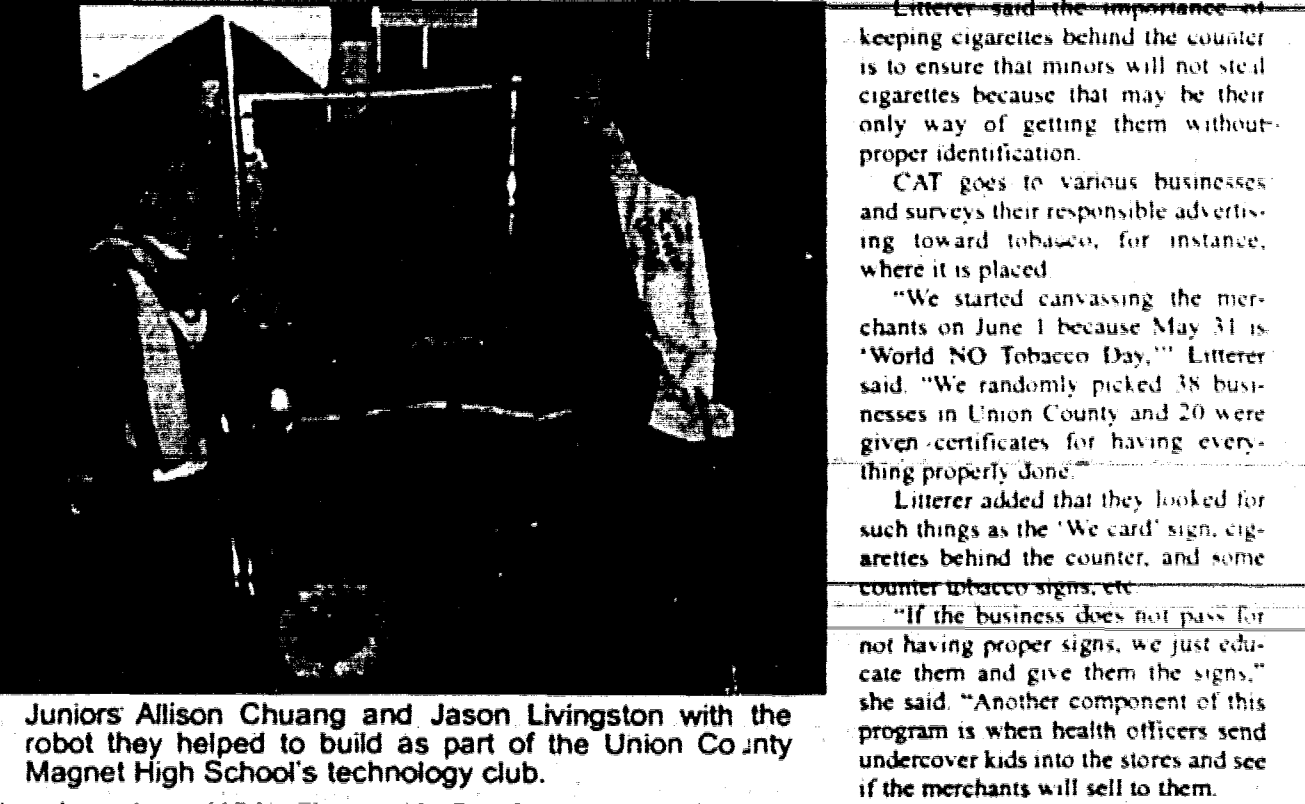 Juniors Allison Chuang and Jason Livingston with the
robot they helped to build as part of the Union County
Magnet High School's technology club.
Litterer said the importance of
keeping cigarettes behind the counter
is to ensure that minors will not steal
cigarettes because that may be their
only way of getting them without
proper identification.
CAT goes to various businesses
and surveys their responsible advertis-
ing toward tobacco, for instance,
where it is placed.
"We started canvassing the mer-
chants on June 1 because May 31 is
'World NO Tobacco Day,'" Litterer
said. "We randomly picked 38 busi-
nesses in Union County and 20 were
given certificates for having every-
thing properly done."
Litterer added that they looked for
such things as the 'We card' sign, cig-
arettes behind the counter, and some
counter tobacco signs, etc.
"If the business does not pass for
not having proper signs, we just edu-
cate them and give them the signs,"
she said. "Another component of this
program is when health officers send
undercover kids into the stores and see
if the merchants will sell to them.